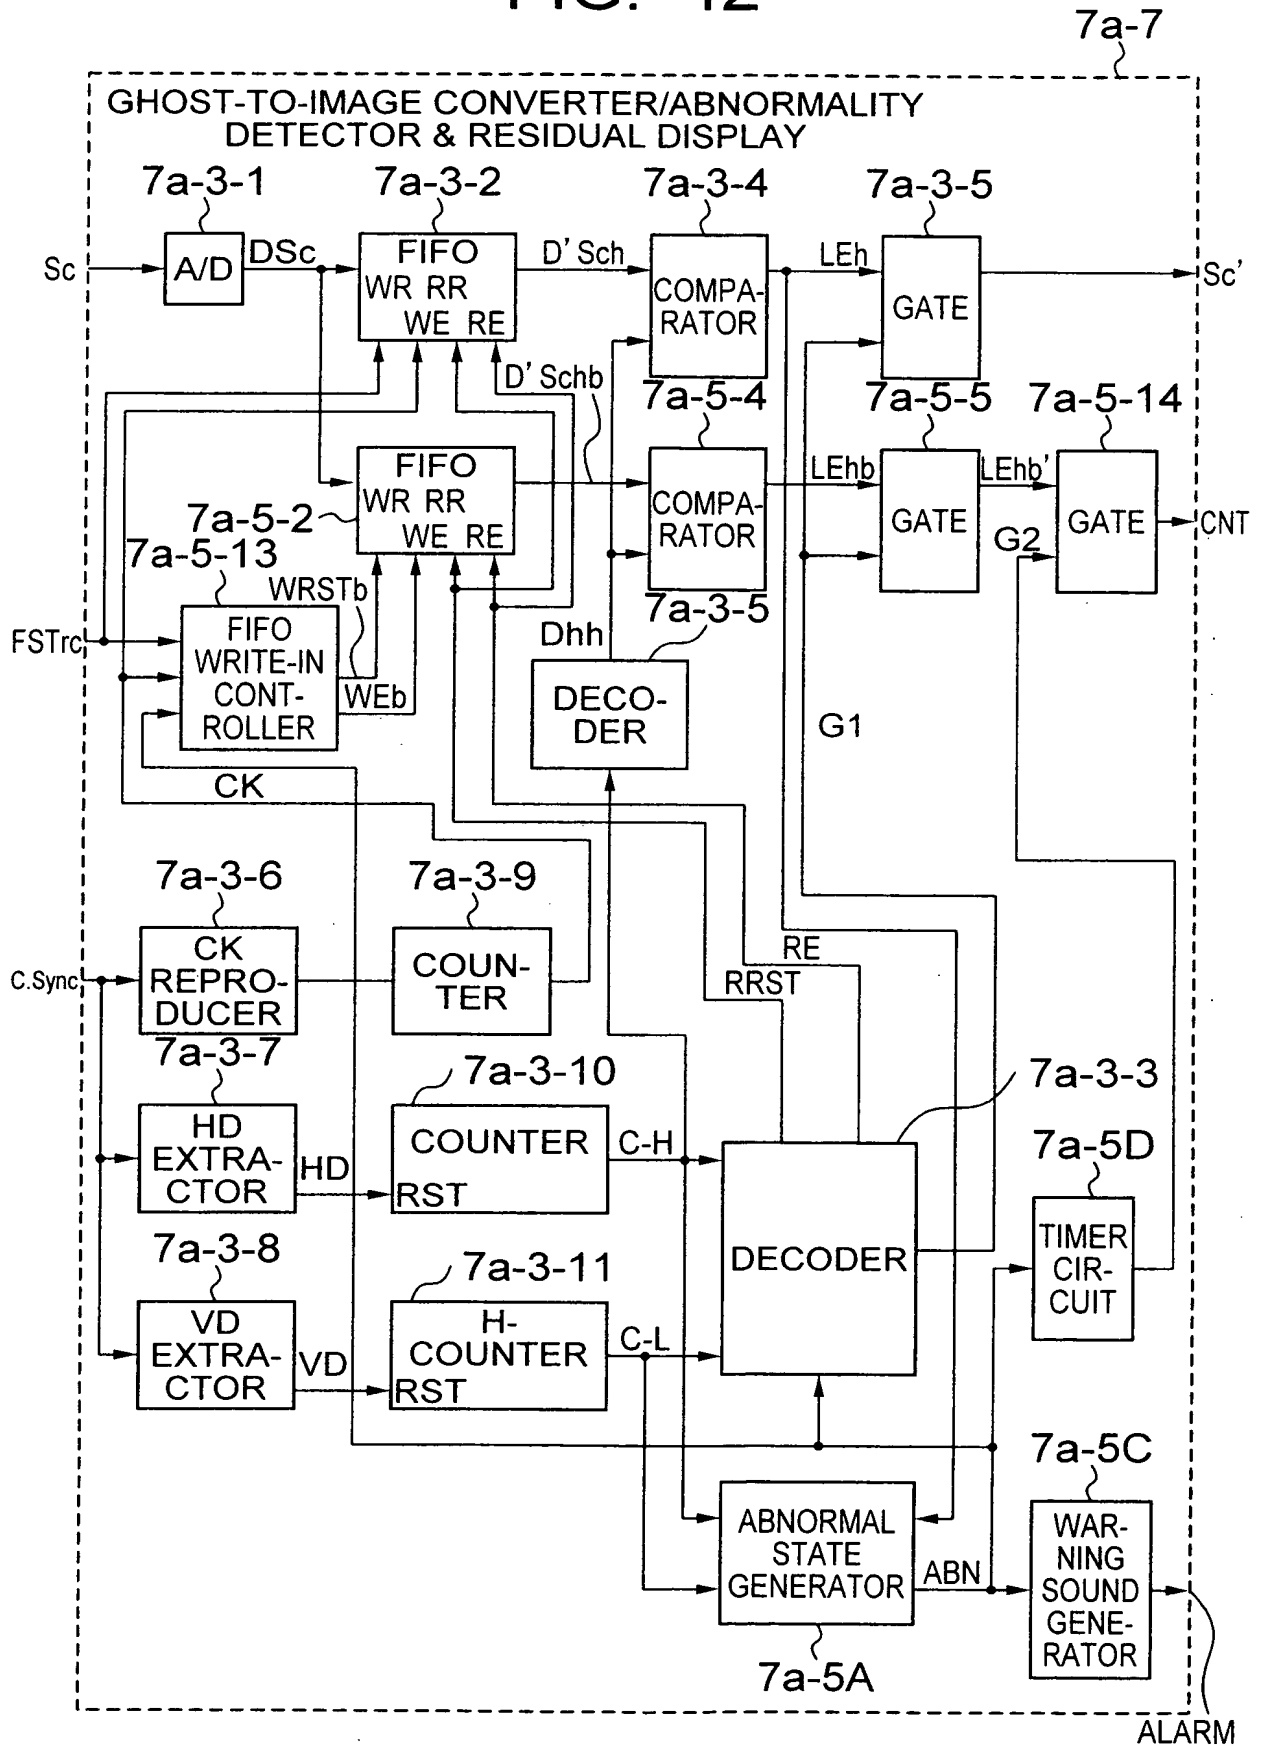 7a-7
GHOST-TO-IMAGE CONVERTER/ABNORMALITY
DETECTOR & RESIDUAL DISPLAY
7a-3-1
7a-3-2
7a-3-4
7a-3-5
Sc
A/D
DSc
FIFO
WR RR
WE RE
D' Sch
COMPA-
RATOR
LEh
GATE
Sc'
D' Schb
7a-5-4
7a-5-5
7a-5-14
FIFO
WR RR
WE RE
7a-5-2
COMPA-
RATOR
LEhb
GATE
LEhb'
G2
GATE
CNT
7a-5-13
WRSTb
7a-3-5
FSTrc
FIFO
WRITE-IN
CONT-
ROLLER
WEb
Dhh
DECO-
DER
G1
CK
7a-3-6
7a-3-9
C.Sync
CK
REPRO-
DUCER
COUN-
TER
RE
RRST
7a-3-7
7a-3-10
7a-3-3
HD
EXTRA-
CTOR
HD
COUNTER
RST
C-H
DECODER
7a-5D
TIMER
CIR-
CUIT
7a-3-8
7a-3-11
VD
EXTRA-
CTOR
VD
H-
COUNTER
RST
C-L
7a-5C
ABNORMAL
STATE
GENERATOR
ABN
WAR-
NING
SOUND
GENE-
RATOR
7a-5A
ALARM